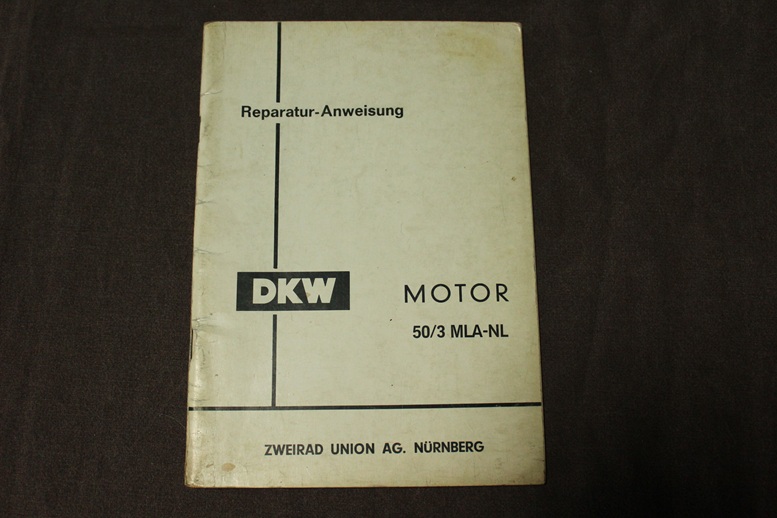 Reparatur-Anweisung
DKW MOTOR
50/3 MLA-NL
ZWEIRAD UNION AG. NÜRNBERG